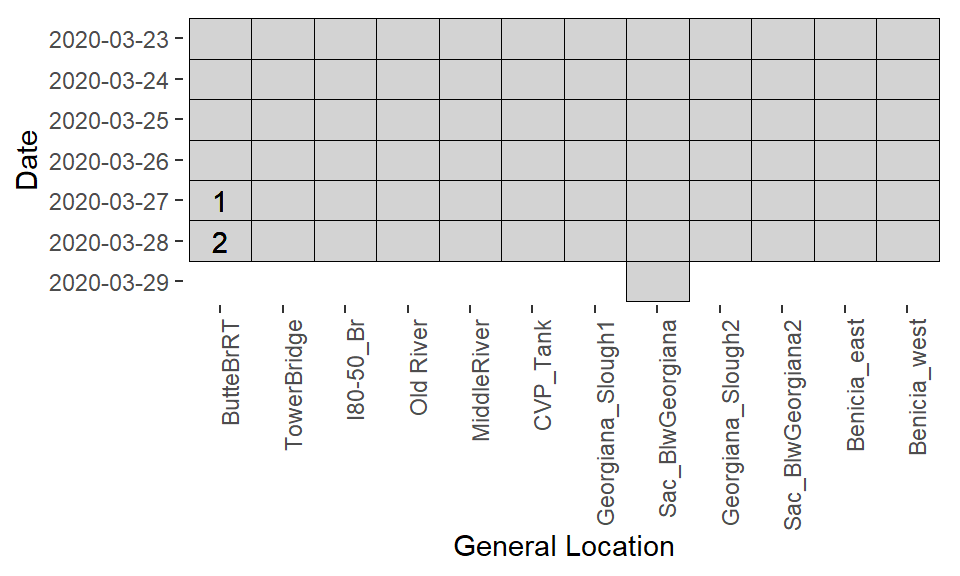 Date
2020-03-23
2020-03-24
2020-03-25
2020-03-26
2020-03-27
1
2020-03-28
2
2020-03-29
ButteBrRT
TowerBridge
I80-50_Br
Old River
MiddleRiver
CVP_Tank
Georgiana_Slough1
Sac_BlwGeorgiana
Georgiana_Slough2
Sac_BlwGeorgiana2
Benicia_east
Benicia_west
General Location